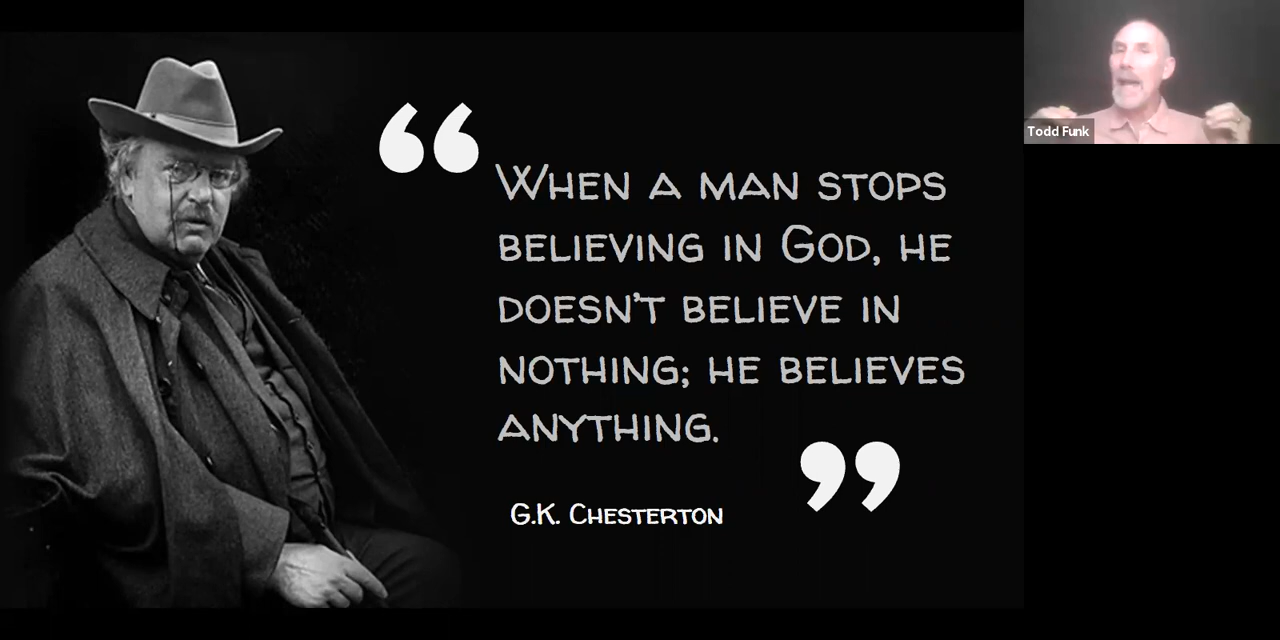 When a man stops
believing in God, he
doesn't believe in
nothing; he believes
anything.
G.K. Chesterton
Todd Funk